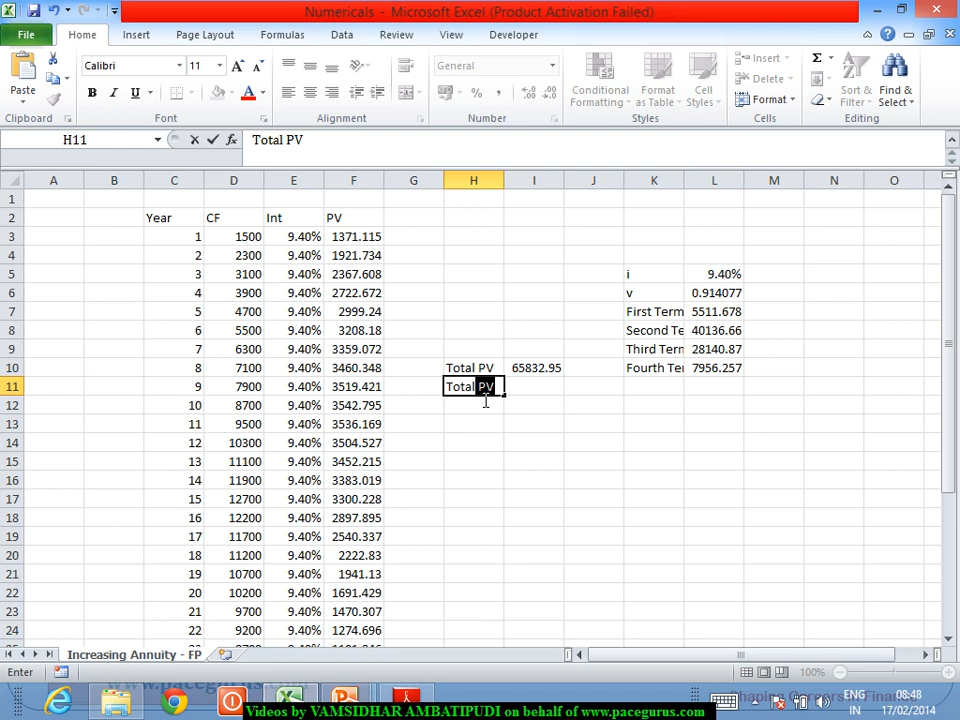 Numericals - Microsoft Excel (Product Activation Failed)
File Home Insert Page Layout Formulas Data Review View Developer
Paste Calibri 11 General Conditional Formatting Format as Table Cell Styles Insert Delete Format Sort & Filter Find & Select
Clipboard Font Alignment Number Styles Cells Editing
H11 Total PV
A B C D E F G H I J K L M N O
1
2 Year CF Int PV
3 1 1500 9.40% 1371.115
4 2 2300 9.40% 1921.734
5 3 3100 9.40% 2367.608 i 9.40%
6 4 3900 9.40% 2722.672 v 0.914077
7 5 4700 9.40% 2999.24 First Term 5511.678
8 6 5500 9.40% 3208.18 Second Te 40136.66
9 7 6300 9.40% 3359.072 Third Term 28140.87
10 8 7100 9.40% 3460.348 Total PV 65832.95 Fourth Te 7956.257
11 9 7900 9.40% 3519.421 Total PV
12 10 8700 9.40% 3542.795
13 11 9500 9.40% 3536.169
14 12 10300 9.40% 3504.527
15 13 11100 9.40% 3452.215
16 14 11900 9.40% 3383.019
17 15 12700 9.40% 3300.228
18 16 12200 9.40% 2897.895
19 17 11700 9.40% 2540.337
20 18 11200 9.40% 2222.83
21 19 10700 9.40% 1941.13
22 20 10200 9.40% 1691.429
23 21 9700 9.40% 1470.307
24 22 9200 9.40% 1274.696
Increasing Annuity - FP
Enter 100%
www.pacegurus.com Shaping Careers in Finance
ENG 08:48
IN 17/02/2014
Videos by VAMSIDHAR AMBATIPUDI on behalf of www.pacegurus.com